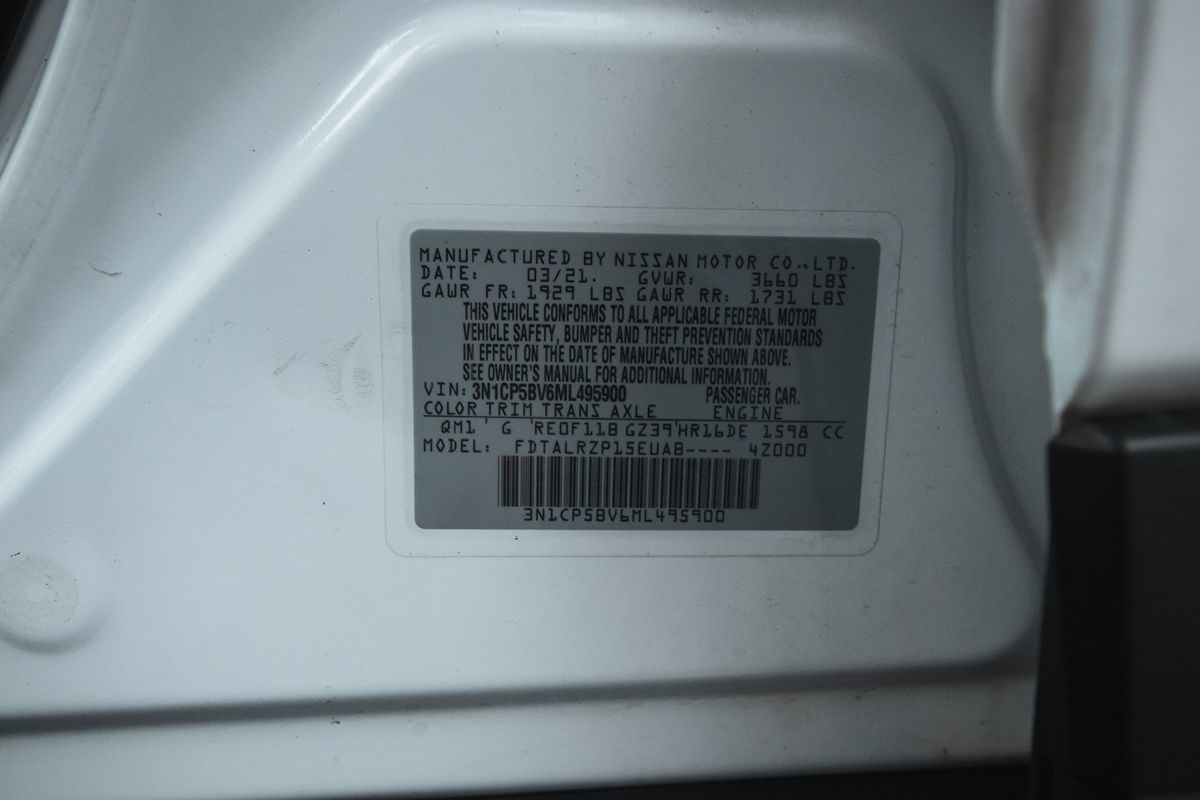 MANUFACTURED BY NISSAN MOTOR CO., LTD.
DATE: 03/21. GVWR: 3660 LBS
GAWR FR: 1929 LBS GAWR RR: 1731 LBS
THIS VEHICLE CONFORMS TO ALL APPLICABLE FEDERAL MOTOR
VEHICLE SAFETY, BUMPER AND THEFT PREVENTION STANDARDS
IN EFFECT ON THE DATE OF MANUFACTURE SHOWN ABOVE.
SEE OWNER'S MANUAL FOR ADDITIONAL INFORMATION.
VIN: 3N1CP5BV6ML495900 PASSENGER CAR.
COLOR TRIM TRANS AXLE ENGINE
QM1 ' G 'RE0F11B GZ39'HR16DE 1598 CC
MODEL: FDTALRZP15EUAB---- 4Z000
3N1CP5BV6ML495900